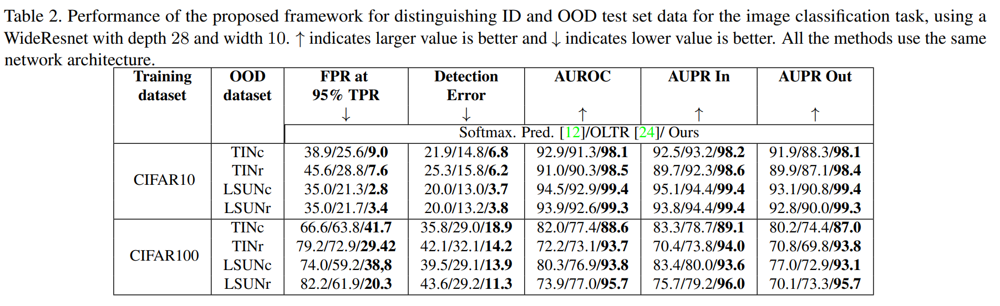 Table 2. Performance of the proposed framework for distinguishing ID and OOD test set data for the image classification task, using a
WideResnet with depth 28 and width 10. ↑ indicates larger value is better and ↓ indicates lower value is better. All the methods use the same
network architecture.
Training OOD FPR at Detection AUROC AUPR In AUPR Out
dataset dataset 95% TPR Error
↓ ↓ ↑ ↑ ↑
Softmax. Pred. [12]/OLTR [24]/ Ours
TINc 38.9/25.6/9.0 21.9/14.8/6.8 92.9/91.3/98.1 92.5/93.2/98.2 91.9/88.3/98.1
TINr 45.6/28.8/7.6 25.3/15.8/6.2 91.0/90.3/98.5 89.7/92.3/98.6 89.9/87.1/98.4
CIFAR10
LSUNc 35.0/21.3/2.8 20.0/13.0/3.7 94.5/92.9/99.4 95.1/94.4/99.4 93.1/90.8/99.4
LSUNr 35.0/21.7/3.4 20.0/13.2/3.8 93.9/92.6/99.3 93.8/94.4/99.4 92.8/90.0/99.3
TINc 66.6/63.8/41.7 35.8/29.0/18.9 82.0/77.4/88.6 83.3/78.7/89.1 80.2/74.4/87.0
TINr 79.2/72.9/29.42 42.1/32.1/14.2 72.2/73.1/93.7 70.4/73.8/94.0 70.8/69.8/93.8
CIFAR100
LSUNc 74.0/59.2/38,8 39.5/29.1/13.9 80.3/76.9/93.8 83.4/80.0/93.6 77.0/72.9/93.1
LSUNr 82.2/61.9/20.3 43.6/29.2/11.3 73.9/77.0/95.7 75.7/79.2/96.0 70.1/73.3/95.7